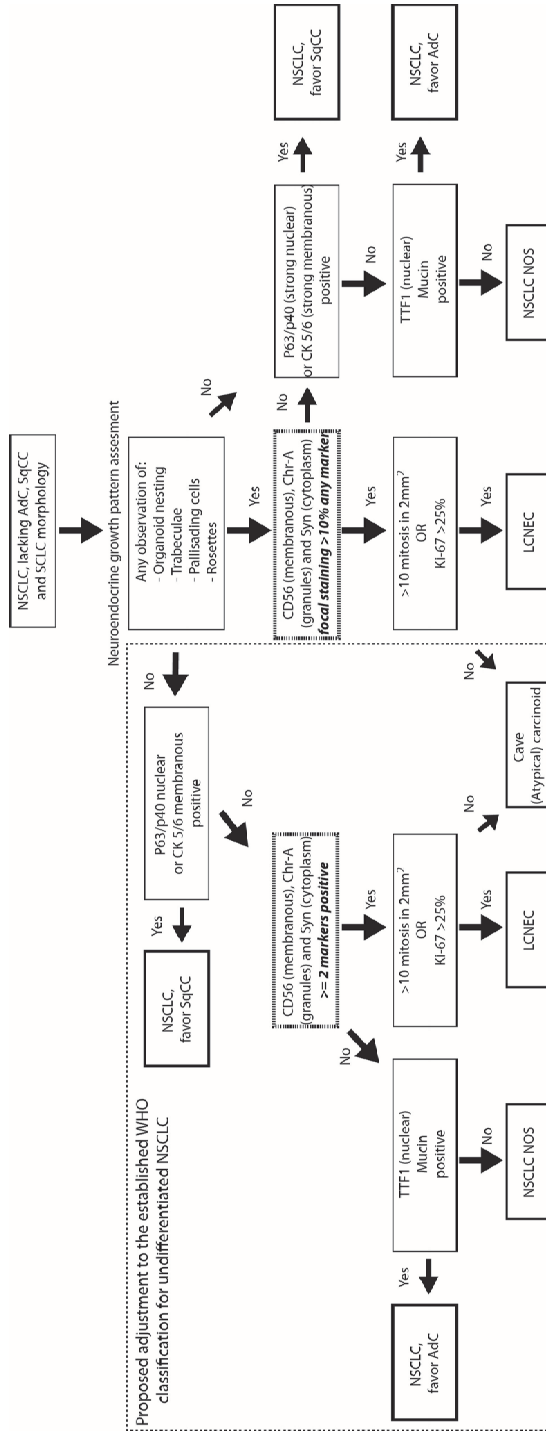 NSCLC, lacking AdC, SqCC
and SCLC morphology
Neuroendocrine growth pattern assesment
Any observation of:
- Organoid nesting
- Trabeculae
- Pallisading cells
- Rosettes
No
Yes
No
P63/p40 nuclear
or CK 5/6 membranous
positive
Yes
NSCLC,
favor SqCC
No
Proposed adjustment to the established WHO
classification for undifferentiated NSCLC
CD56 (membranous), Chr-A
(granules) and Syn (cytoplasm)
>= 2 markers positive
No
Yes
CD56 (membranous), Chr-A
(granules) and Syn (cytoplasm)
focal staining >10% any marker
No
Yes
P63/p40 (strong nuclear)
or CK 5/6 (strong membranous)
positive
Yes
NSCLC,
favor SqCC
No
NSCLC,
favor AdC
Yes
TTF1 (nuclear)
Mucin
positive
No
>10 mitosis in 2mm²
OR
KI-67 >25%
Yes
No
>10 mitosis in 2mm²
OR
KI-67 >25%
No
Yes
TTF1 (nuclear)
Mucin
positive
Yes
NSCLC,
favor AdC
No
NSCLC NOS
LCNEC
Cave
(Atypical) carcinoid
LCNEC
NSCLC NOS